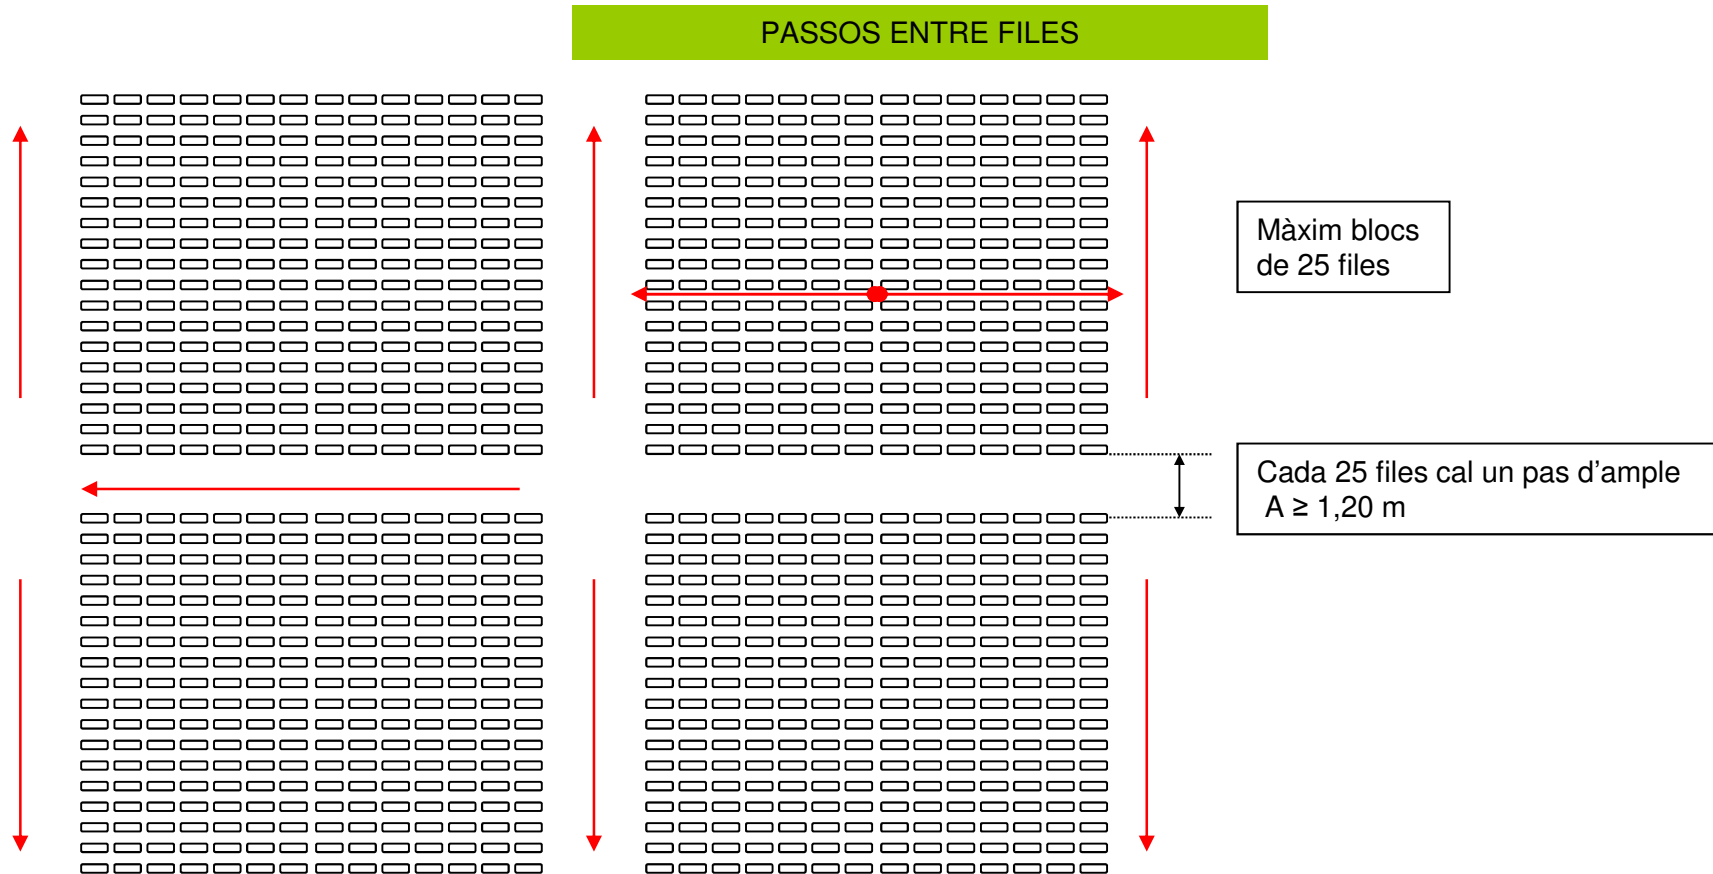 PASSOS ENTRE FILES
Màxim blocs
de 25 files
Cada 25 files cal un pas d’ample
A ≥ 1,20 m